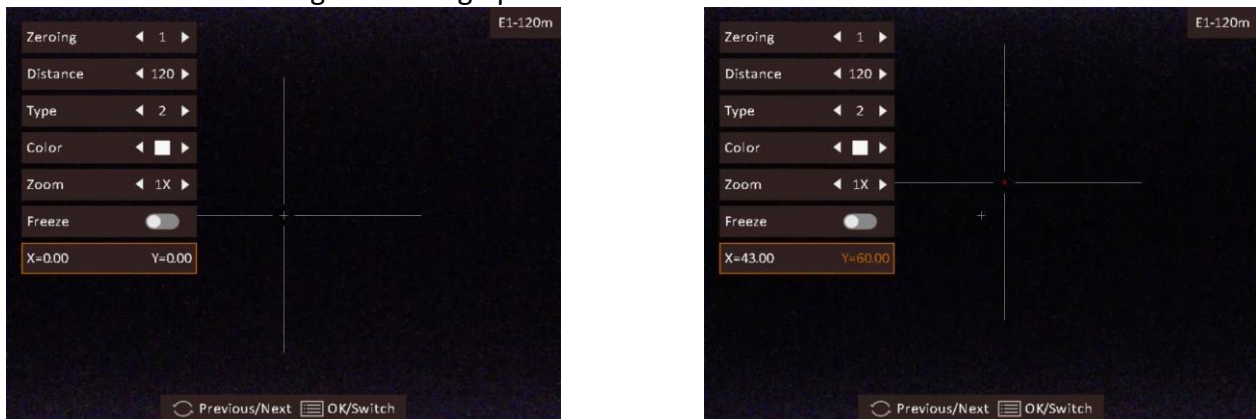 E1-120m
Zeroing 1
Distance 120
Type 2
Color
Zoom 1X
Freeze
X=0.00 Y=0.00
Previous/Next OK/Switch
E1-120m
Zeroing 1
Distance 120
Type 2
Color
Zoom 1X
Freeze
X=43.00 Y=60.00
Previous/Next OK/Switch